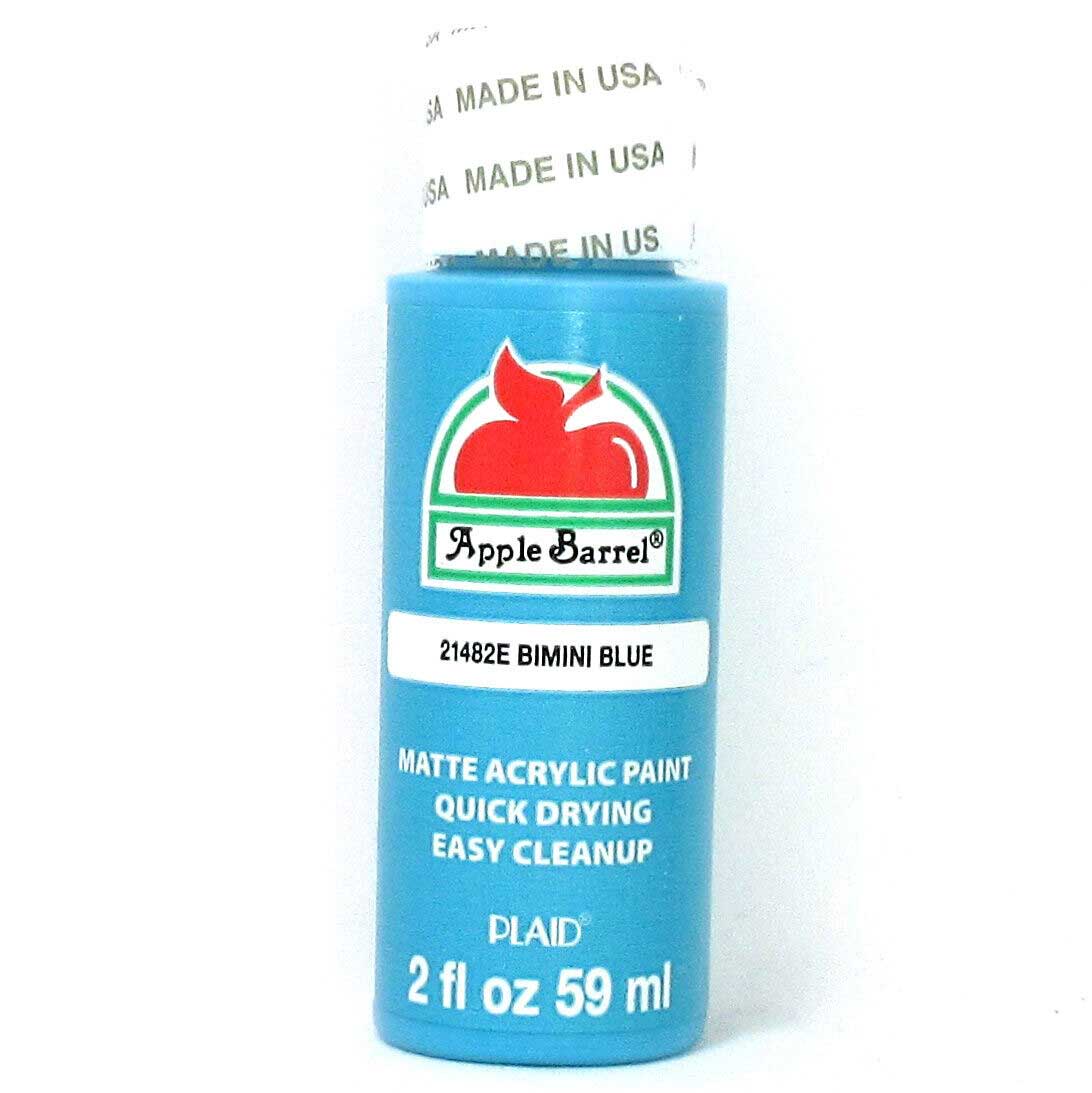 SA MADE IN USA
USA MADE IN USA
MADE IN US
Apple Barrel®
21482E BIMINI BLUE
MATTE ACRYLIC PAINT
QUICK DRYING
EASY CLEANUP
PLAID®
2 fl oz 59 ml